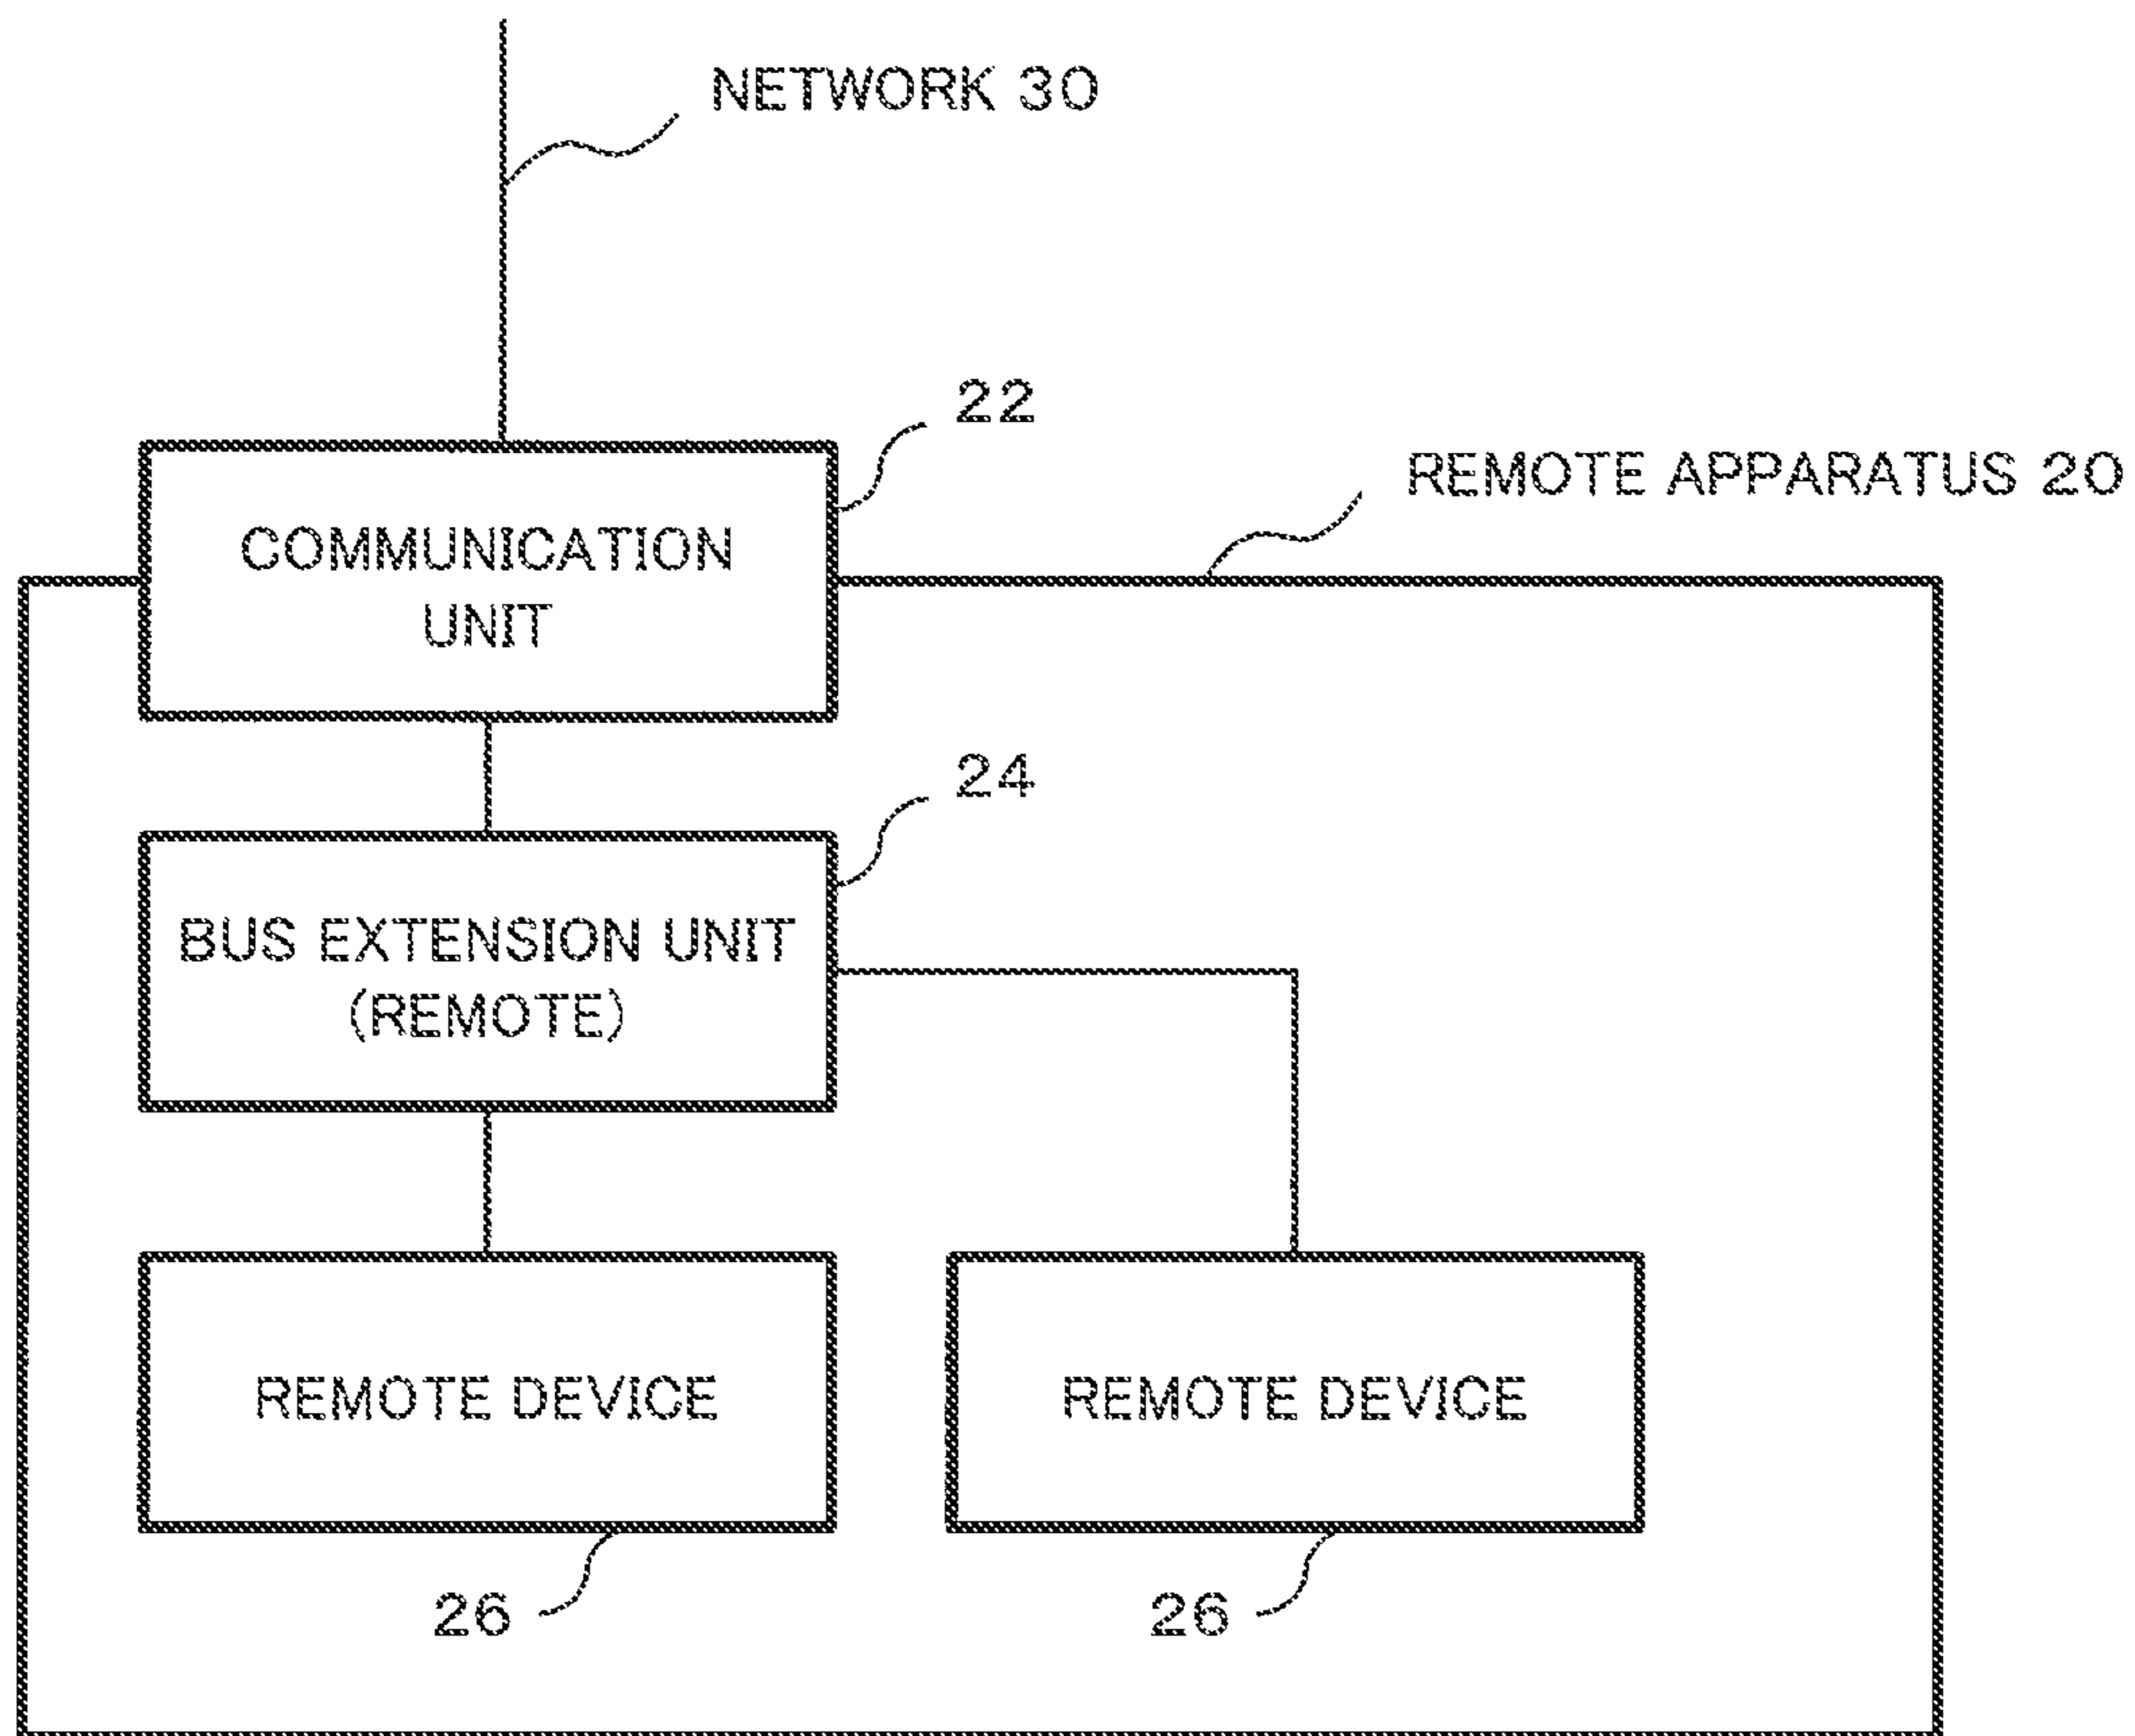 NETWORK 30
22
REMOTE APPARATUS 20
COMMUNICATION
UNIT
24
BUS EXTENSION UNIT
(REMOTE)
REMOTE DEVICE
REMOTE DEVICE
26
26